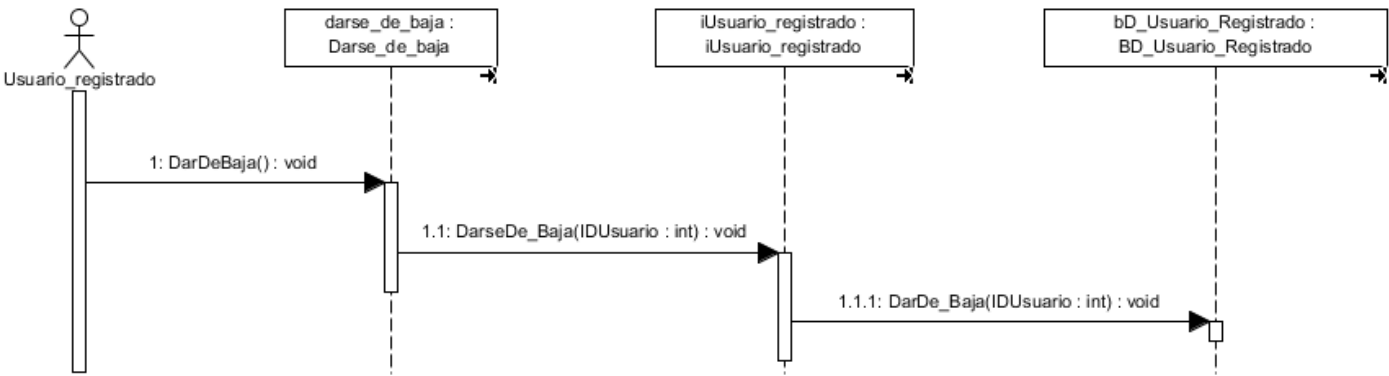 darse_de_baja :
Darse_de_baja
iUsuario_registrado :
iUsuario_registrado
bD_Usuario_Registrado :
BD_Usuario_Registrado
Usuario_registrado
1: DarDeBaja() : void
1.1: DarseDe_Baja(IDUsuario : int) : void
1.1.1: DarDe_Baja(IDUsuario : int) : void